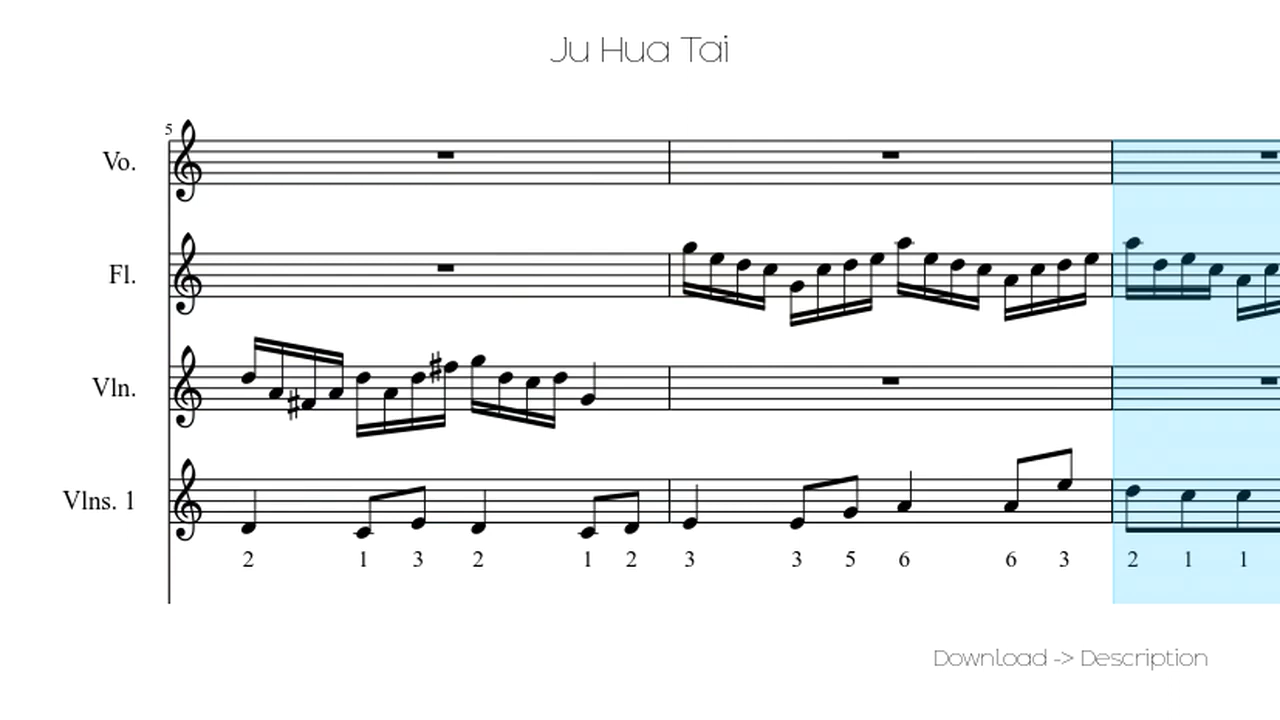 Ju Hua Tai
5
Vo.
Fl.
Vln.
Vlns. 1
2 1 3 2 1 2 3 3 5 6 6 3 2 1 1
Download -> Description